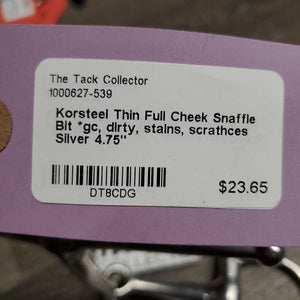 The Tack Collector
1000627-539
Korsteel Thin Full Cheek Snaffle
Bit *gc, dirty, stains, scrathces
Silver 4.75"
DT8CDG
$23.65